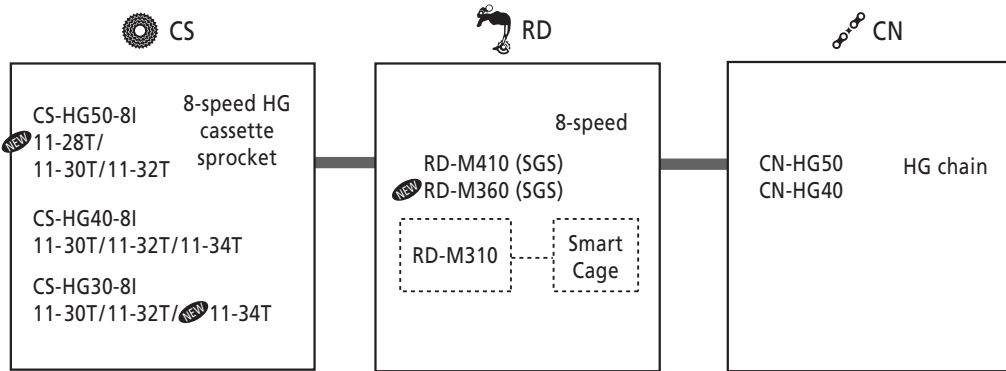 CS
RD
CN
CS-HG50-8I
NEW 11-28T/
11-30T/11-32T
8-speed HG
cassette
sprocket
CS-HG40-8I
11-30T/11-32T/11-34T
CS-HG30-8I
11-30T/11-32T/NEW 11-34T
8-speed
RD-M410 (SGS)
NEW RD-M360 (SGS)
RD-M310
Smart
Cage
CN-HG50
CN-HG40
HG chain